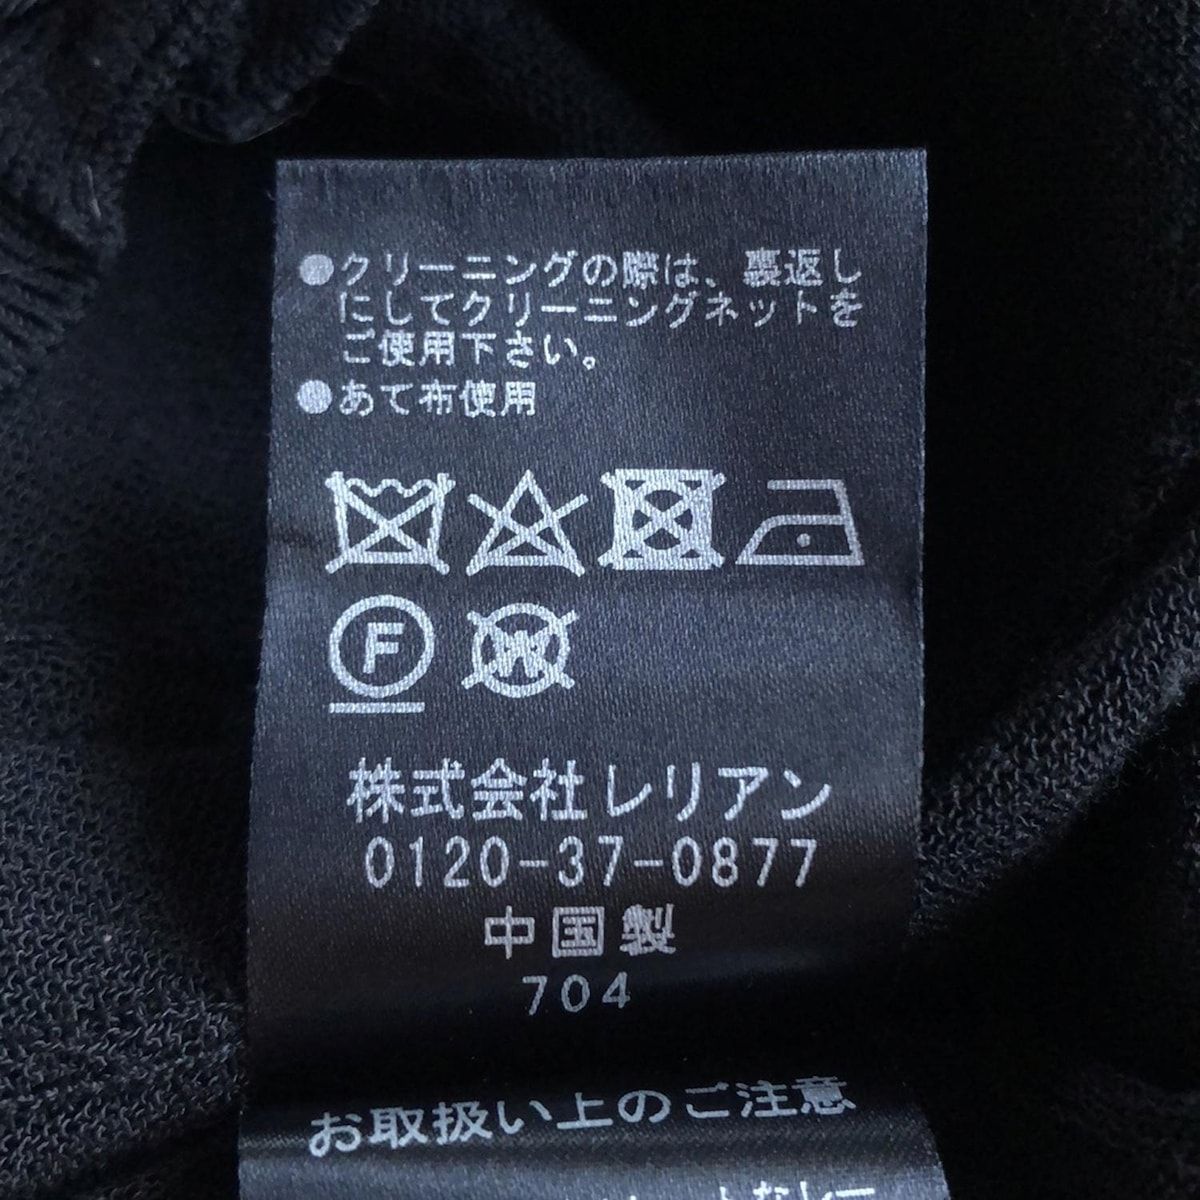 ●クリーニングの際は、裏返し
にしてクリーニングネットを
ご使用下さい。
●あて布使用
F
W
株式会社レリアン
0120-37-0877
中国製
704
お取扱い上のご注意